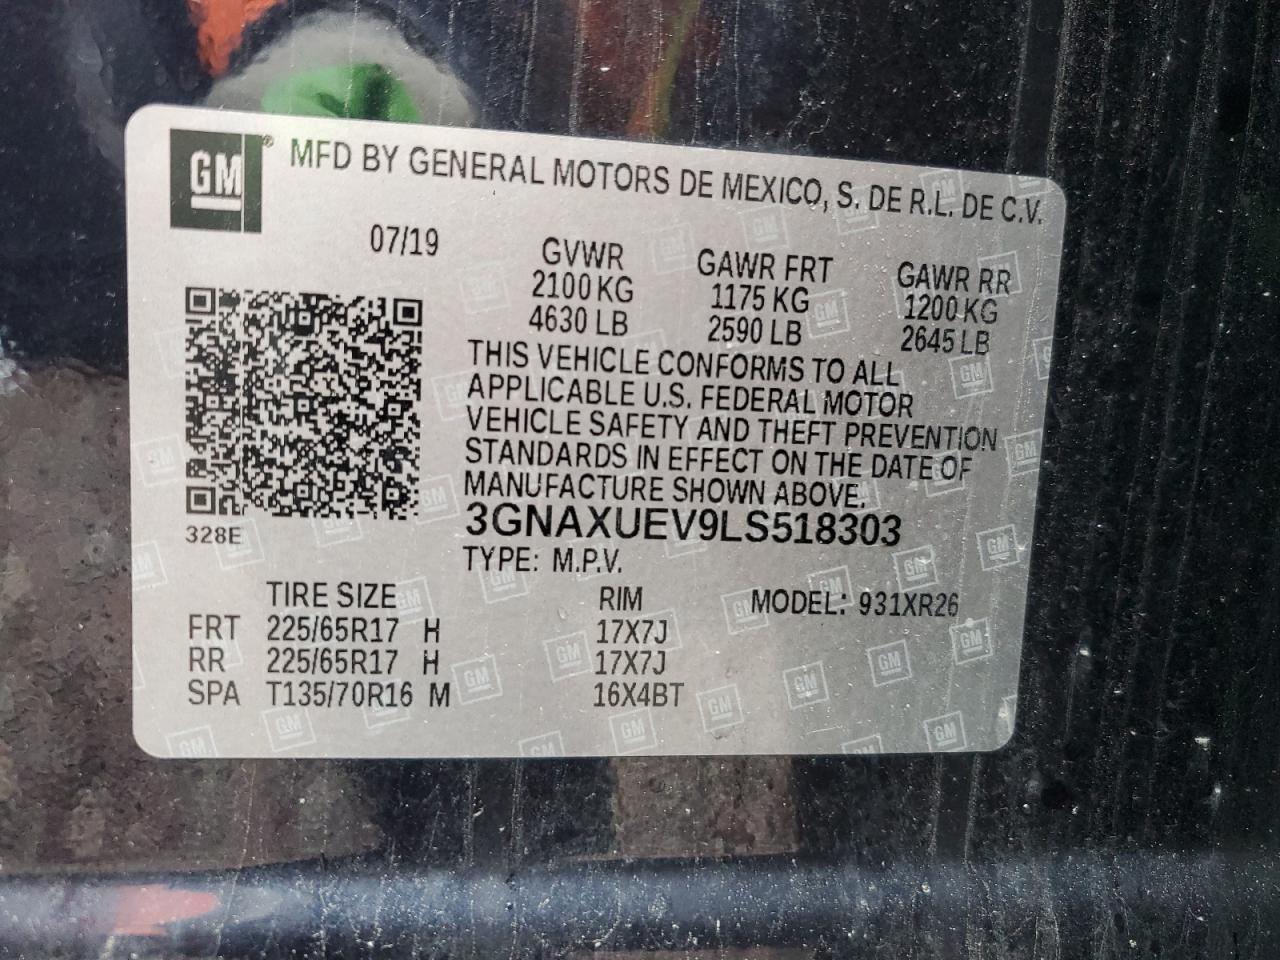 GM ® MFD BY GENERAL MOTORS DE MEXICO, S. DE R.L. DE C.V.
07/19
GVWR GAWR FRT GAWR RR
2100 KG 1175 KG 1200 KG
4630 LB 2590 LB 2645 LB
THIS VEHICLE CONFORMS TO ALL
APPLICABLE U.S. FEDERAL MOTOR
VEHICLE SAFETY AND THEFT PREVENTION
STANDARDS IN EFFECT ON THE DATE OF
MANUFACTURE SHOWN ABOVE.
328E
3GNAXUEV9LS518303
TYPE: M.P.V.
TIRE SIZE RIM MODEL: 931XR26
FRT 225/65R17 H 17X7J
RR 225/65R17 H 17X7J
SPA T135/70R16 M 16X4BT